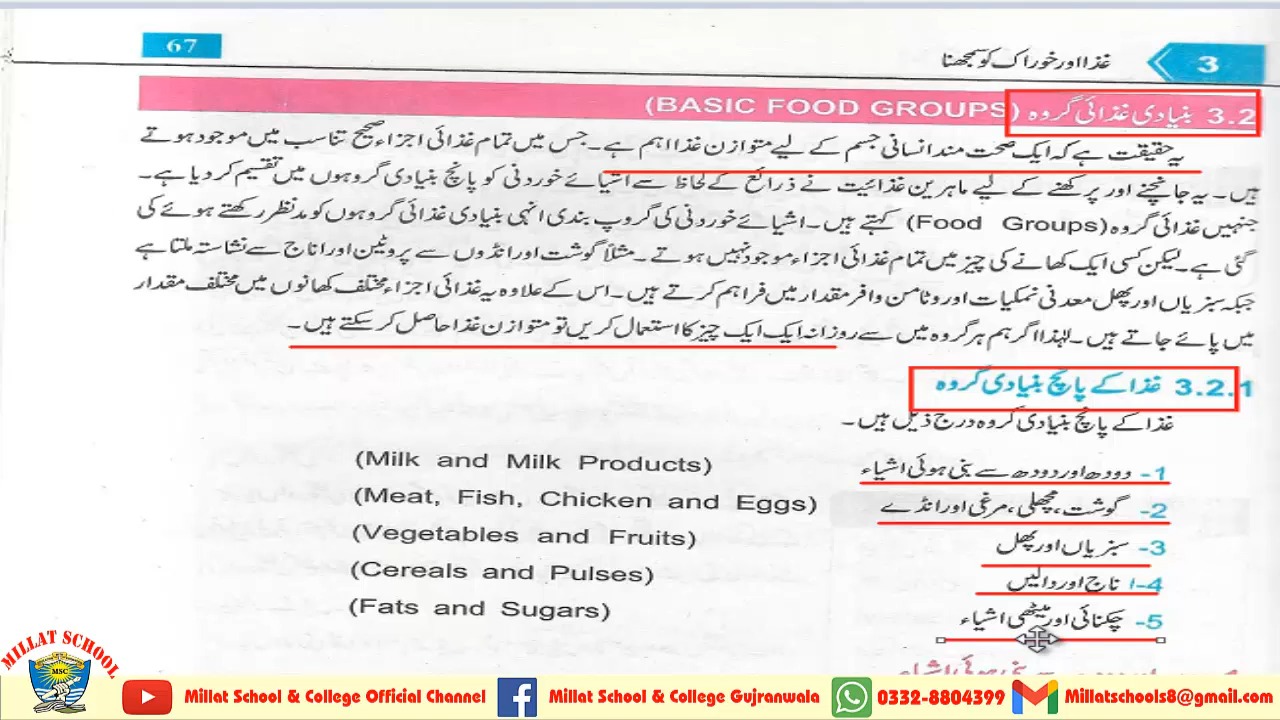 67
3 غذا اور خوراک کو سمجھنا
3.2 بنیادی غذائی گروہ (BASIC FOOD GROUPS)
یہ حقیقت ہے کہ ایک صحت مند انسانی جسم کے لیے متوازن غذا اہم ہے۔ جس میں تمام غذائی اجزاء صحیح تناسب میں موجود ہوتے
ہیں۔ یہ جانچنے اور پرکھنے کے لیے ماہرین غذائیت نے ذرائع کے لحاظ سے اشیائے خوردنی کو پانچ بنیادی گروہوں میں تقسیم کر دیا ہے۔
جنہیں غذائی گروہ (Food Groups) کہتے ہیں۔ اشیائے خوردنی کی گروپ بندی انہی بنیادی غذائی گروہوں کو مدنظر رکھتے ہوئے کی
گئی ہے۔ لیکن کسی ایک کھانے کی چیز میں تمام غذائی اجزاء موجود نہیں ہوتے۔ مثلاً گوشت اور انڈوں سے پروٹین اور اناج سے نشاستہ ملتا ہے
جبکہ سبزیاں اور پھل معدنی نمکیات اور وٹامن وافر مقدار میں فراہم کرتے ہیں۔ اس کے علاوہ یہ غذائی اجزاء مختلف کھانوں میں مختلف مقدار
میں پائے جاتے ہیں۔ لہٰذا اگر ہم ہر گروہ میں سے روزانہ ایک ایک چیز کا استعمال کریں تو متوازن غذا حاصل کر سکتے ہیں۔
3.2.1 غذا کے پانچ بنیادی گروہ
غذا کے پانچ بنیادی گروہ درج ذیل ہیں۔
1- دودھ اور دودھ سے بنی ہوئی اشیاء (Milk and Milk Products)
2- گوشت، مچھلی، مرغی اور انڈے (Meat, Fish, Chicken and Eggs)
3- سبزیاں اور پھل (Vegetables and Fruits)
4- اناج اور دالیں (Cereals and Pulses)
5- چکنائی اور میٹھی اشیاء (Fats and Sugars)
MILLAT SCHOOL
MSC
Millat School & College Official Channel
Millat School & College Gujranwala
0332-8804399
Millatschools8@gmail.com